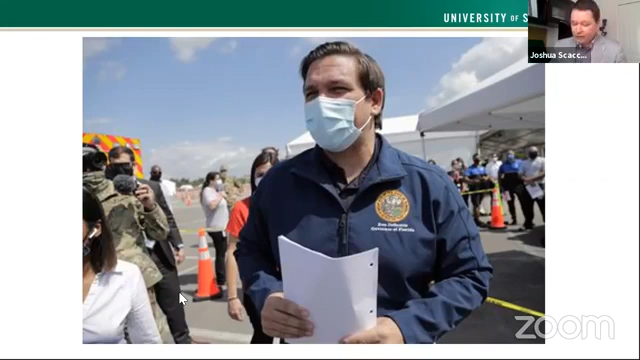 UNIVERSITY of S
Joshua Scacc...
Ron DeSantis
Governor of Florida
zoom